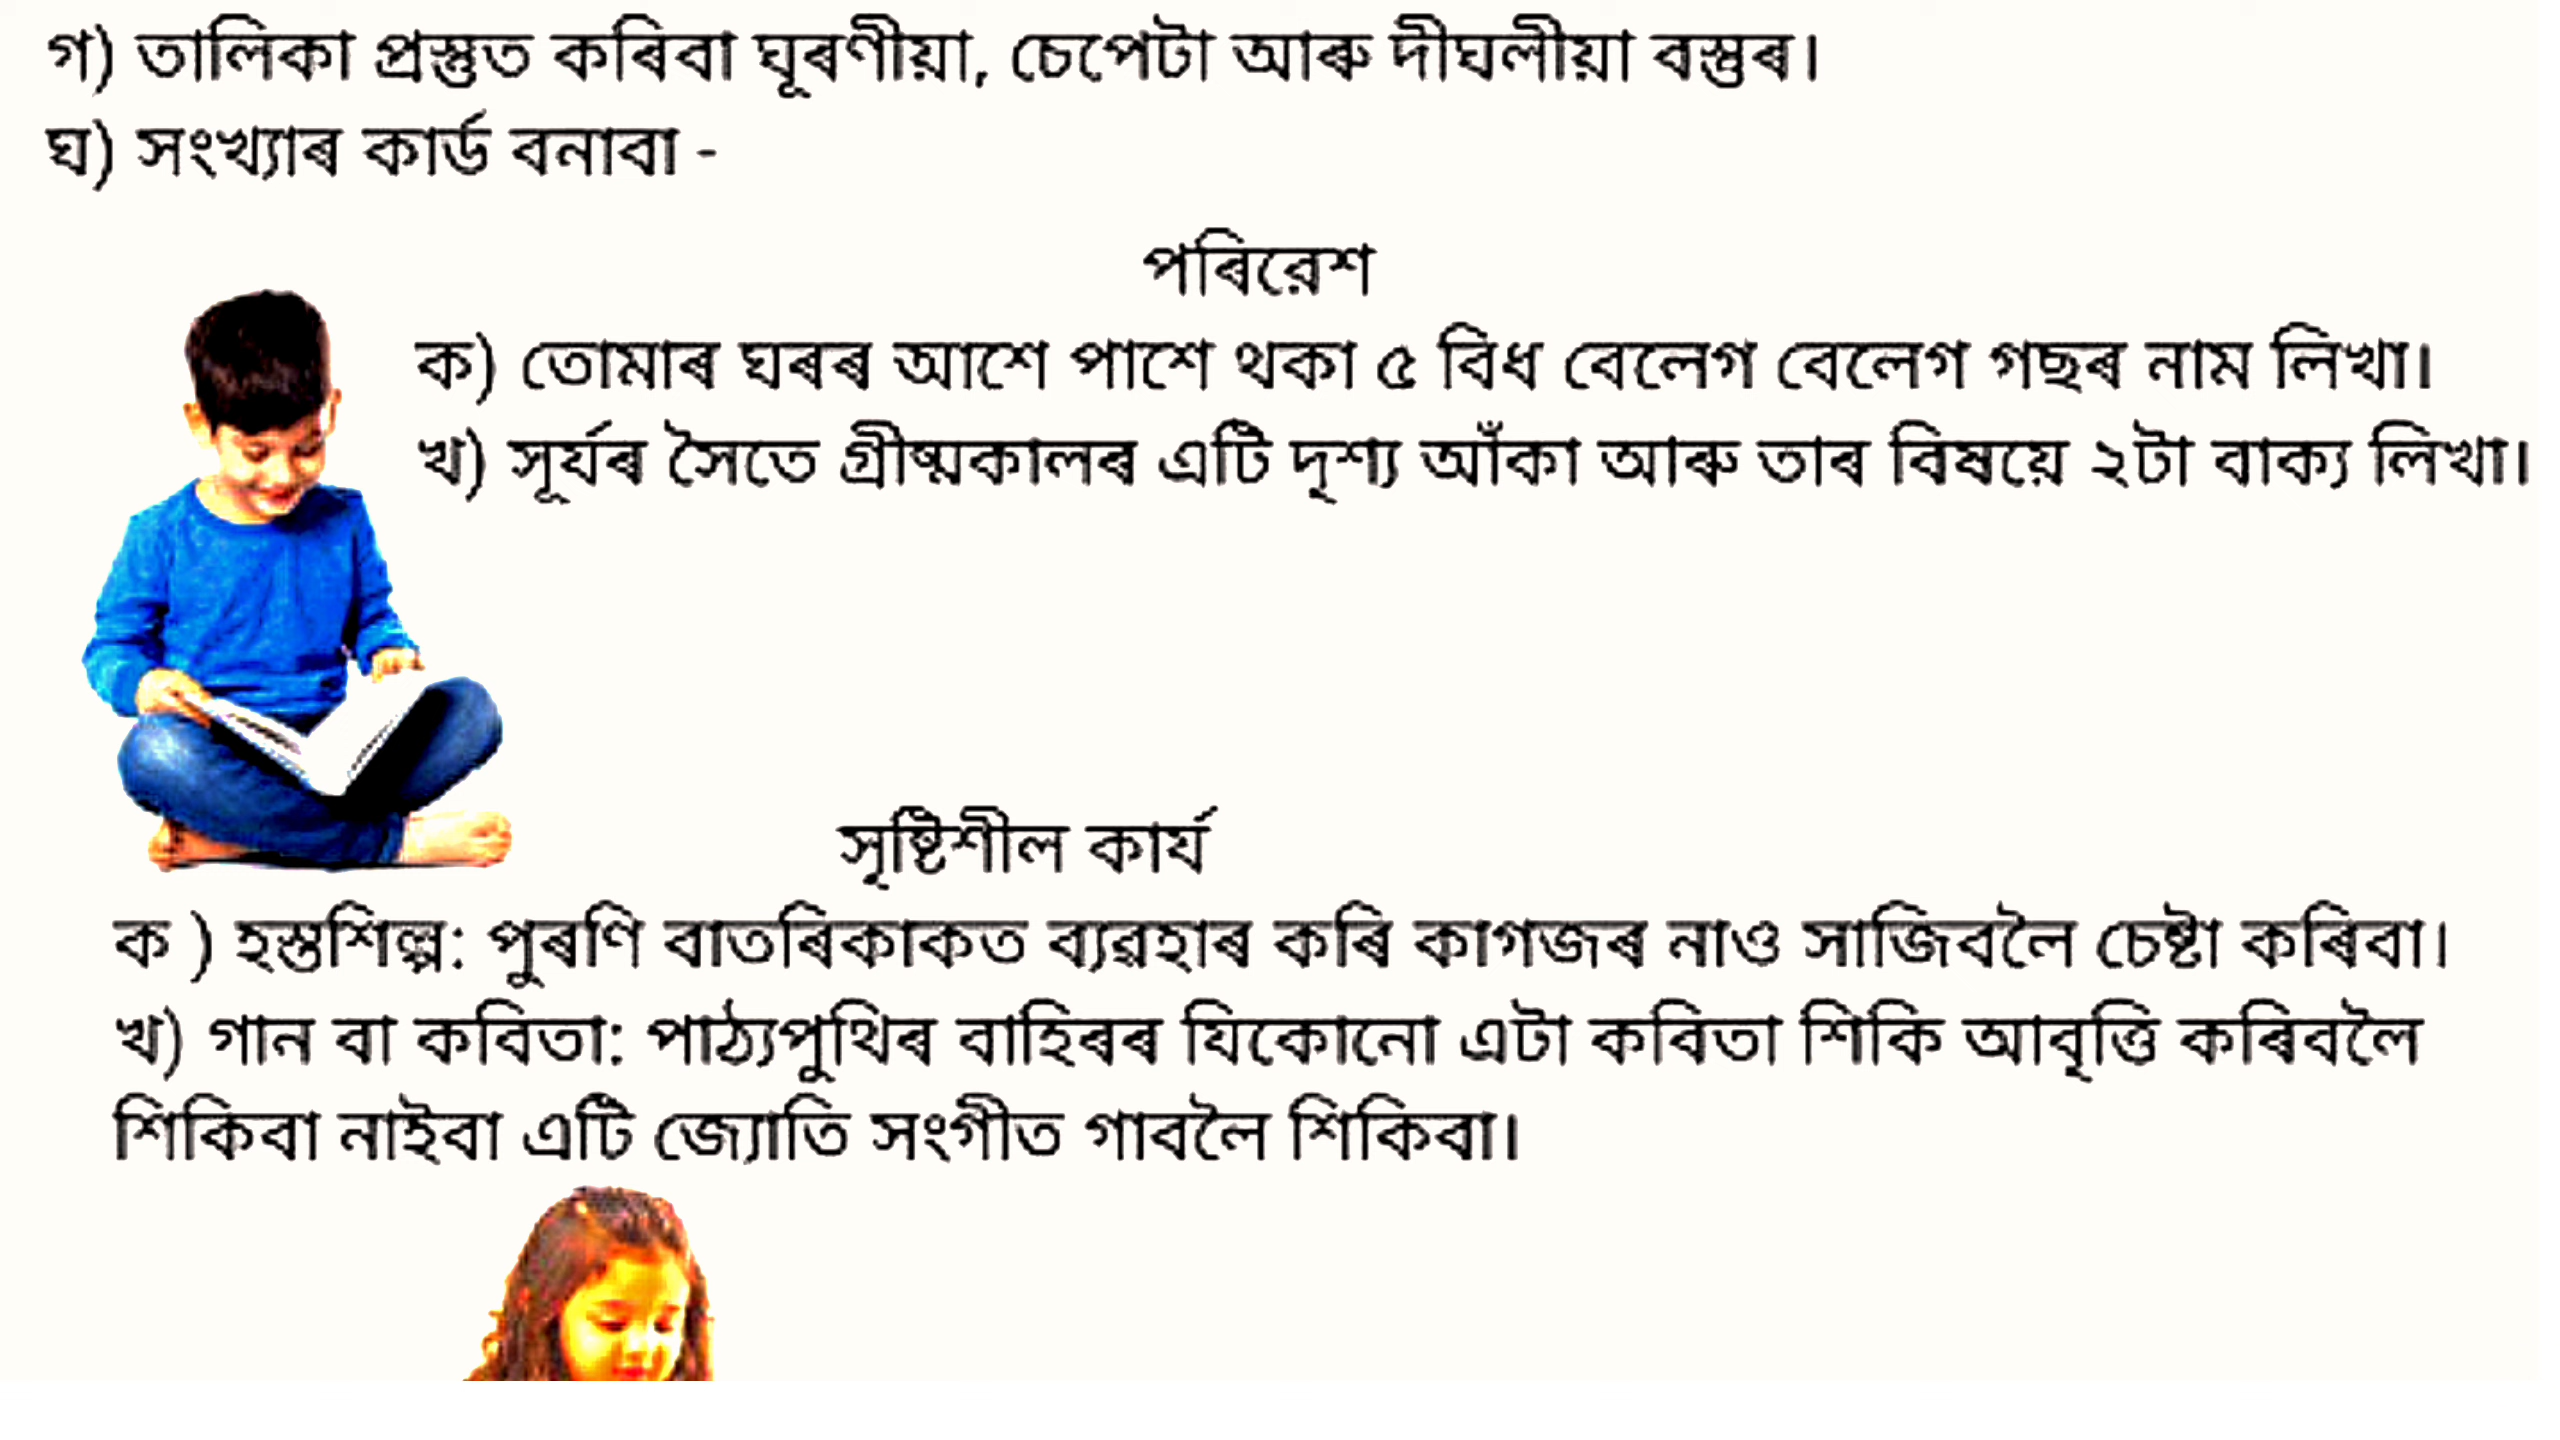 গ) তালিকা প্ৰস্তুত কৰিবা ঘূৰণীয়া, চেপেটা আৰু দীঘলীয়া বস্তুৰ।
ঘ) সংখ্যাৰ কাৰ্ড বনাবা -
পৰিৱেশ
ক) তোমাৰ ঘৰৰ আশে পাশে থকা ৫ বিধ বেলেগ বেলেগ গছৰ নাম লিখা।
খ) সূৰ্যৰ সৈতে গ্ৰীষ্মকালৰ এটি দৃশ্য আঁকা আৰু তাৰ বিষয়ে ২টা বাক্য লিখা।
সৃষ্টিশীল কাৰ্য
ক ) হস্তশিল্প: পুৰণি বাতৰিকাকত ব্যৱহাৰ কৰি কাগজৰ নাও সাজিবলৈ চেষ্টা কৰিবা।
খ) গান বা কবিতা: পাঠ্যপুথিৰ বাহিৰৰ যিকোনো এটা কবিতা শিকি আবৃত্তি কৰিবলৈ
শিকিবা নাইবা এটি জ্যোতি সংগীত গাবলৈ শিকিবা।